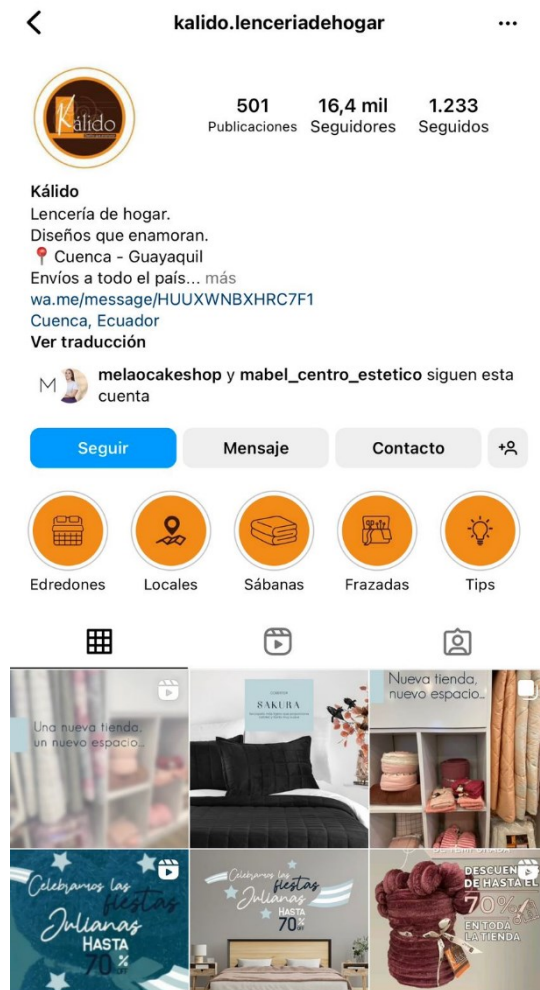 kalido.lenceriadehogar
Kálido
501
16,4 mil
1.233
Publicaciones
Seguidores
Seguidos
Kálido
Lencería de hogar.
Diseños que enamoran.
📍 Cuenca - Guayaquil
Envíos a todo el país... más
wa.me/message/HUUXWNBXHRC7F1
Cuenca, Ecuador
Ver traducción
M
melaocakeshop y mabel_centro_estetico siguen esta
cuenta
Seguir
Mensaje
Contacto
Edredones
Locales
Sábanas
Frazadas
Tips
Una nueva tienda,
un nuevo espacio...
SAKURA
Nueva tienda,
nuevo espacio...
Celebramos las
fiestas
Julianas
HASTA
70%
OFF
Celebramos las
fiestas
Julianas
HASTA
70%
DESCUEN
DE HASTA EL
70%
EN TODA
LA TIENDA